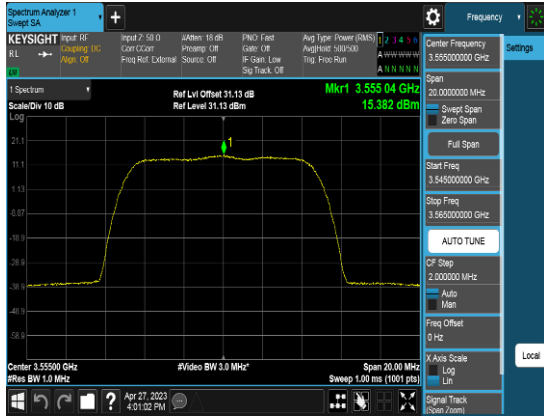 Spectrum Analyzer 1
Swept SA
+
Frequency
KEYSIGHT Input: RF Input Z: 50 Ω #Atten: 18 dB PNO: Fast Avg Type: Power (RMS) 1 2 3 4 5 6
RL Coupling: DC Corr CCorr Preamp: Off Gate: Off Avg|Hold: 500/500 A W W W W W
Align: Off Freq Ref: External Source: Off IF Gain: Low Trig: Free Run
Sig Track: Off A N N N N N
LXI
1 Spectrum
Ref Lvl Offset 31.13 dB
Mkr1 3.555 04 GHz
Scale/Div 10 dB
Ref Level 31.13 dBm
15.382 dBm
Log
1
21.1
11.1
1.13
-8.87
-18.9
-28.9
-38.9
-48.9
-58.9
Center 3.55500 GHz
#Video BW 3.0 MHz*
Span 20.00 MHz
#Res BW 1.0 MHz
Sweep 1.00 ms (1001 pts)
Center Frequency
3.555000000 GHz
Settings
Span
20.0000000 MHz
Swept Span
Zero Span
Full Span
Start Freq
3.545000000 GHz
Stop Freq
3.565000000 GHz
AUTO TUNE
CF Step
2.000000 MHz
Auto
Man
Freq Offset
0 Hz
X Axis Scale
Log
Lin
Local
Signal Track
(Span Zoom)
?
Apr 27, 2023
4:01:02 PM